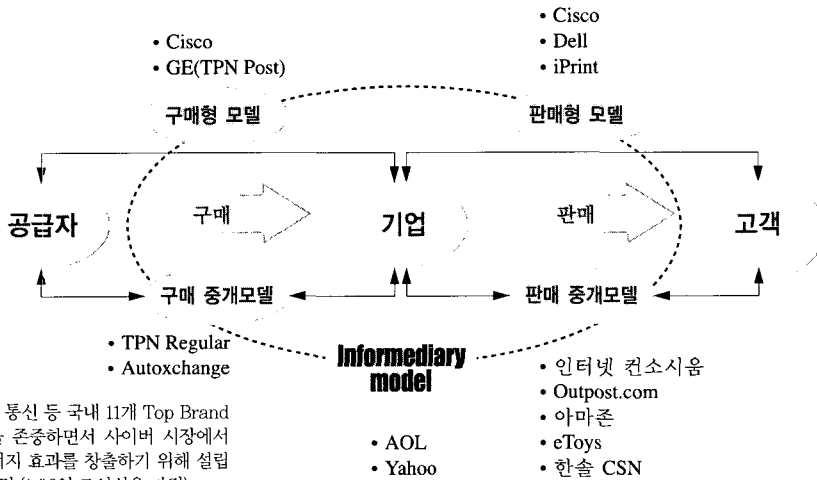 • Cisco
• GE(TPN Post)
• Cisco
• Dell
• iPrint
구매형 모델
판매형 모델
공급자
구매
기업
판매
고객
구매 중개모델
판매 중개모델
• TPN Regular
• Autoxchange
Informediary
model
• AOL
• Yahoo
• 인터넷 컨소시움
• Outpost.com
• 아마존
• eToys
• 한솔 CSN
통신 등 국내 11개 Top Brand
존중하면서 사이버 시장에서
효과를 창출하기 위해 설립